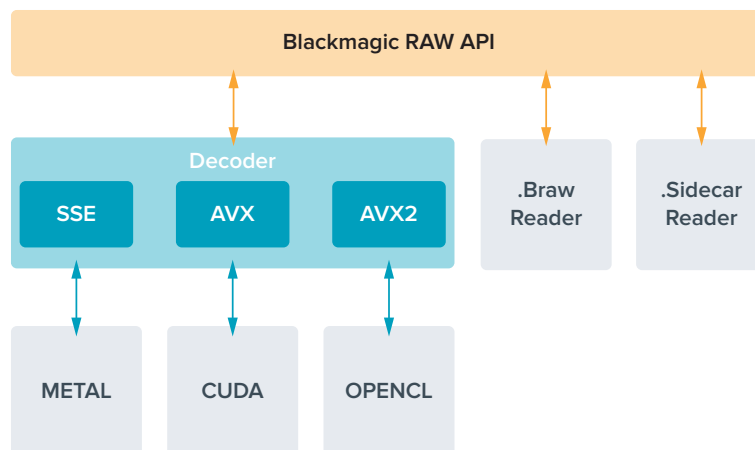 Blackmagic RAW API
Decoder
SSE
AVX
AVX2
.Braw
Reader
.Sidecar
Reader
METAL
CUDA
OPENCL